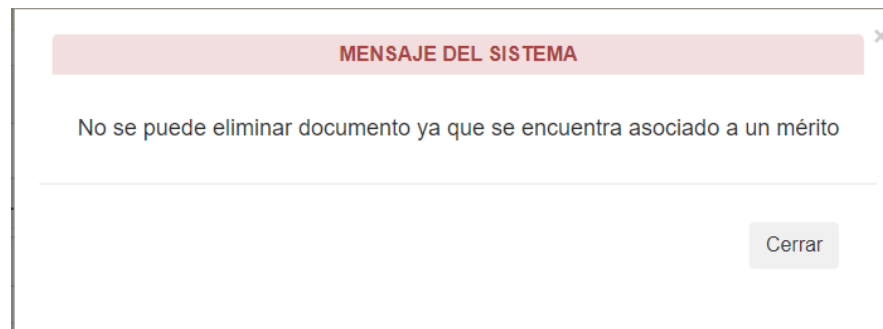 MENSAJE DEL SISTEMA
No se puede eliminar documento ya que se encuentra asociado a un mérito
Cerrar